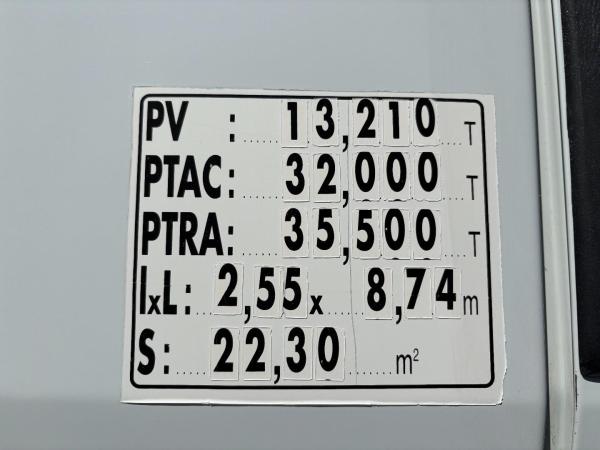 PV : 13,210 T
PTAC: 32,000 T
PTRA: 35,500 T
lxL: 2,55 x 8,74 m
S: 22,30 m²